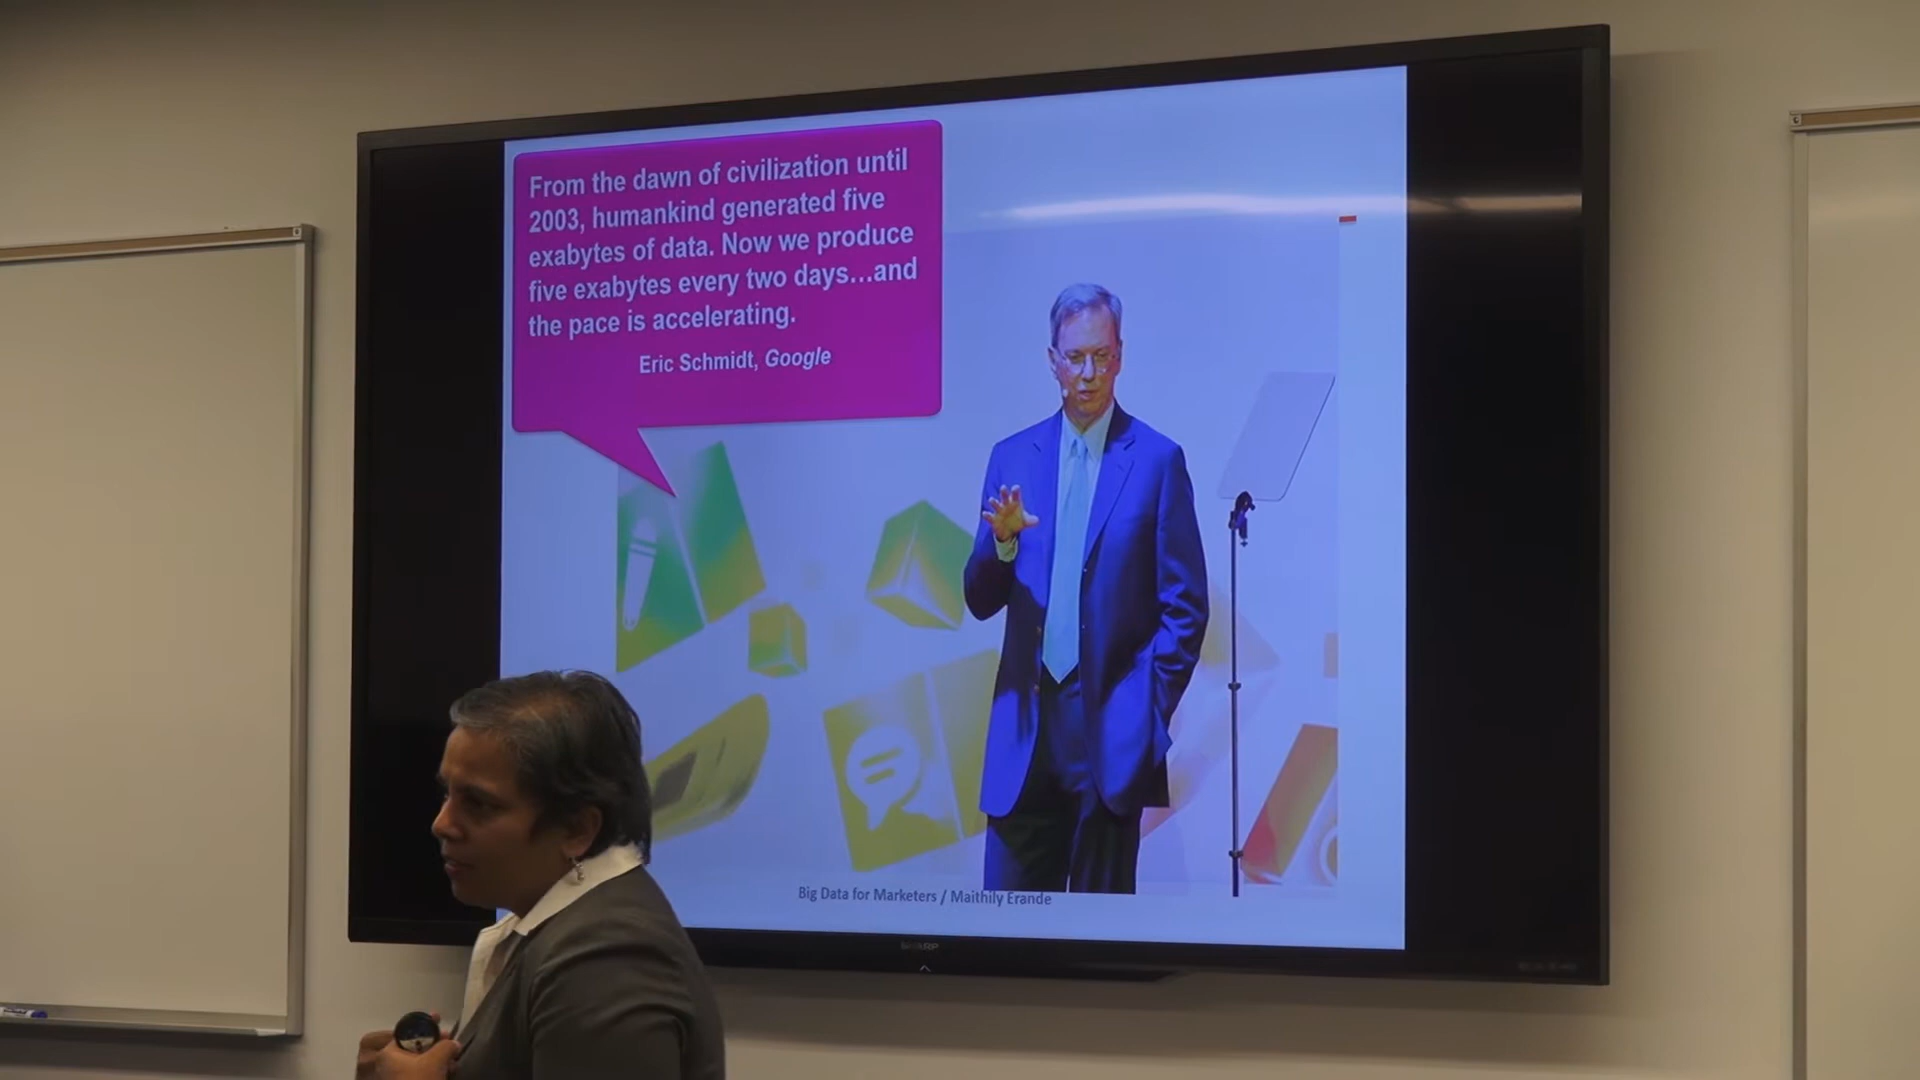 From the dawn of civilization until
2003, humankind generated five
exabytes of data. Now we produce
five exabytes every two days...and
the pace is accelerating.
Eric Schmidt, Google
Big Data for Marketers / Maithily Erande
SHARP